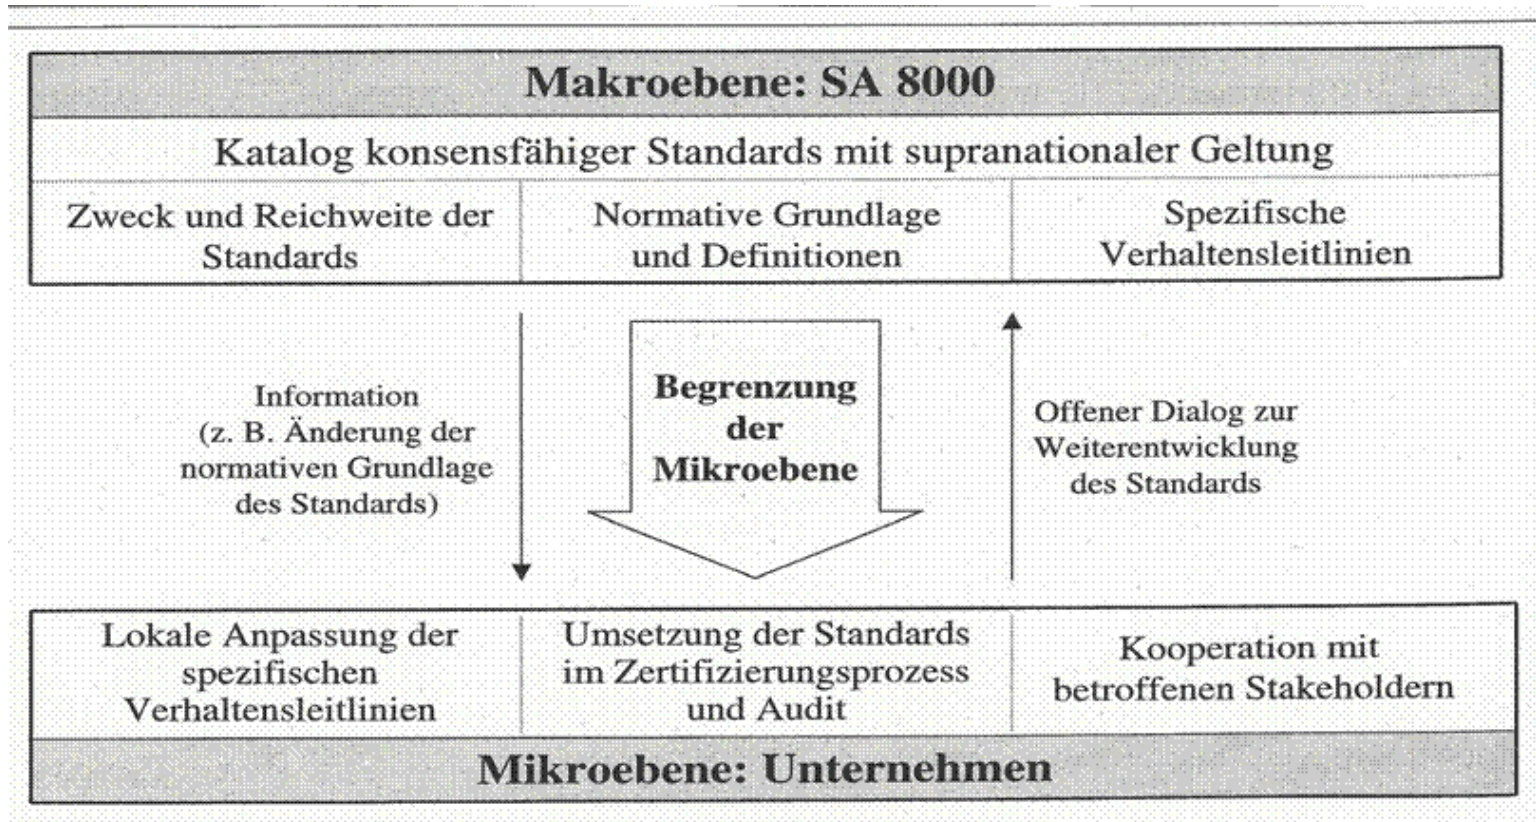 Makroebene: SA 8000
Katalog konsensfähiger Standards mit supranationaler Geltung
Zweck und Reichweite der
Standards
Normative Grundlage
und Definitionen
Spezifische
Verhaltensleitlinien
Information
(z. B. Änderung der
normativen Grundlage
des Standards)
Begrenzung
der
Mikroebene
Offener Dialog zur
Weiterentwicklung
des Standards
Lokale Anpassung der
spezifischen
Verhaltensleitlinien
Umsetzung der Standards
im Zertifizierungsprozess
und Audit
Kooperation mit
betroffenen Stakeholdern
Mikroebene: Unternehmen